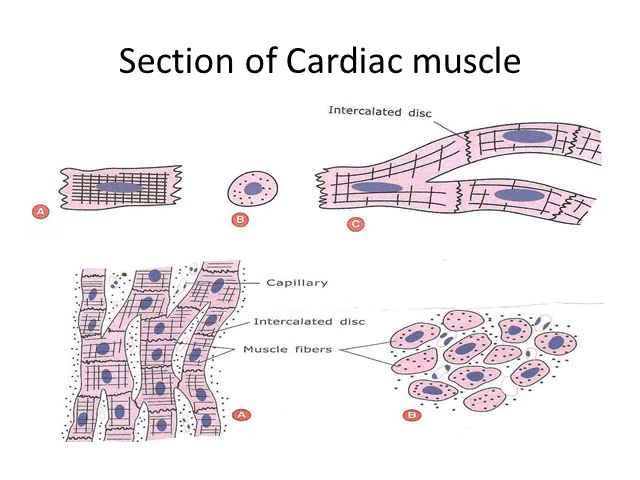 Section of Cardiac muscle
Intercalated disc
A
B
C
Capillary
Intercalated disc
Muscle fibers
A
B